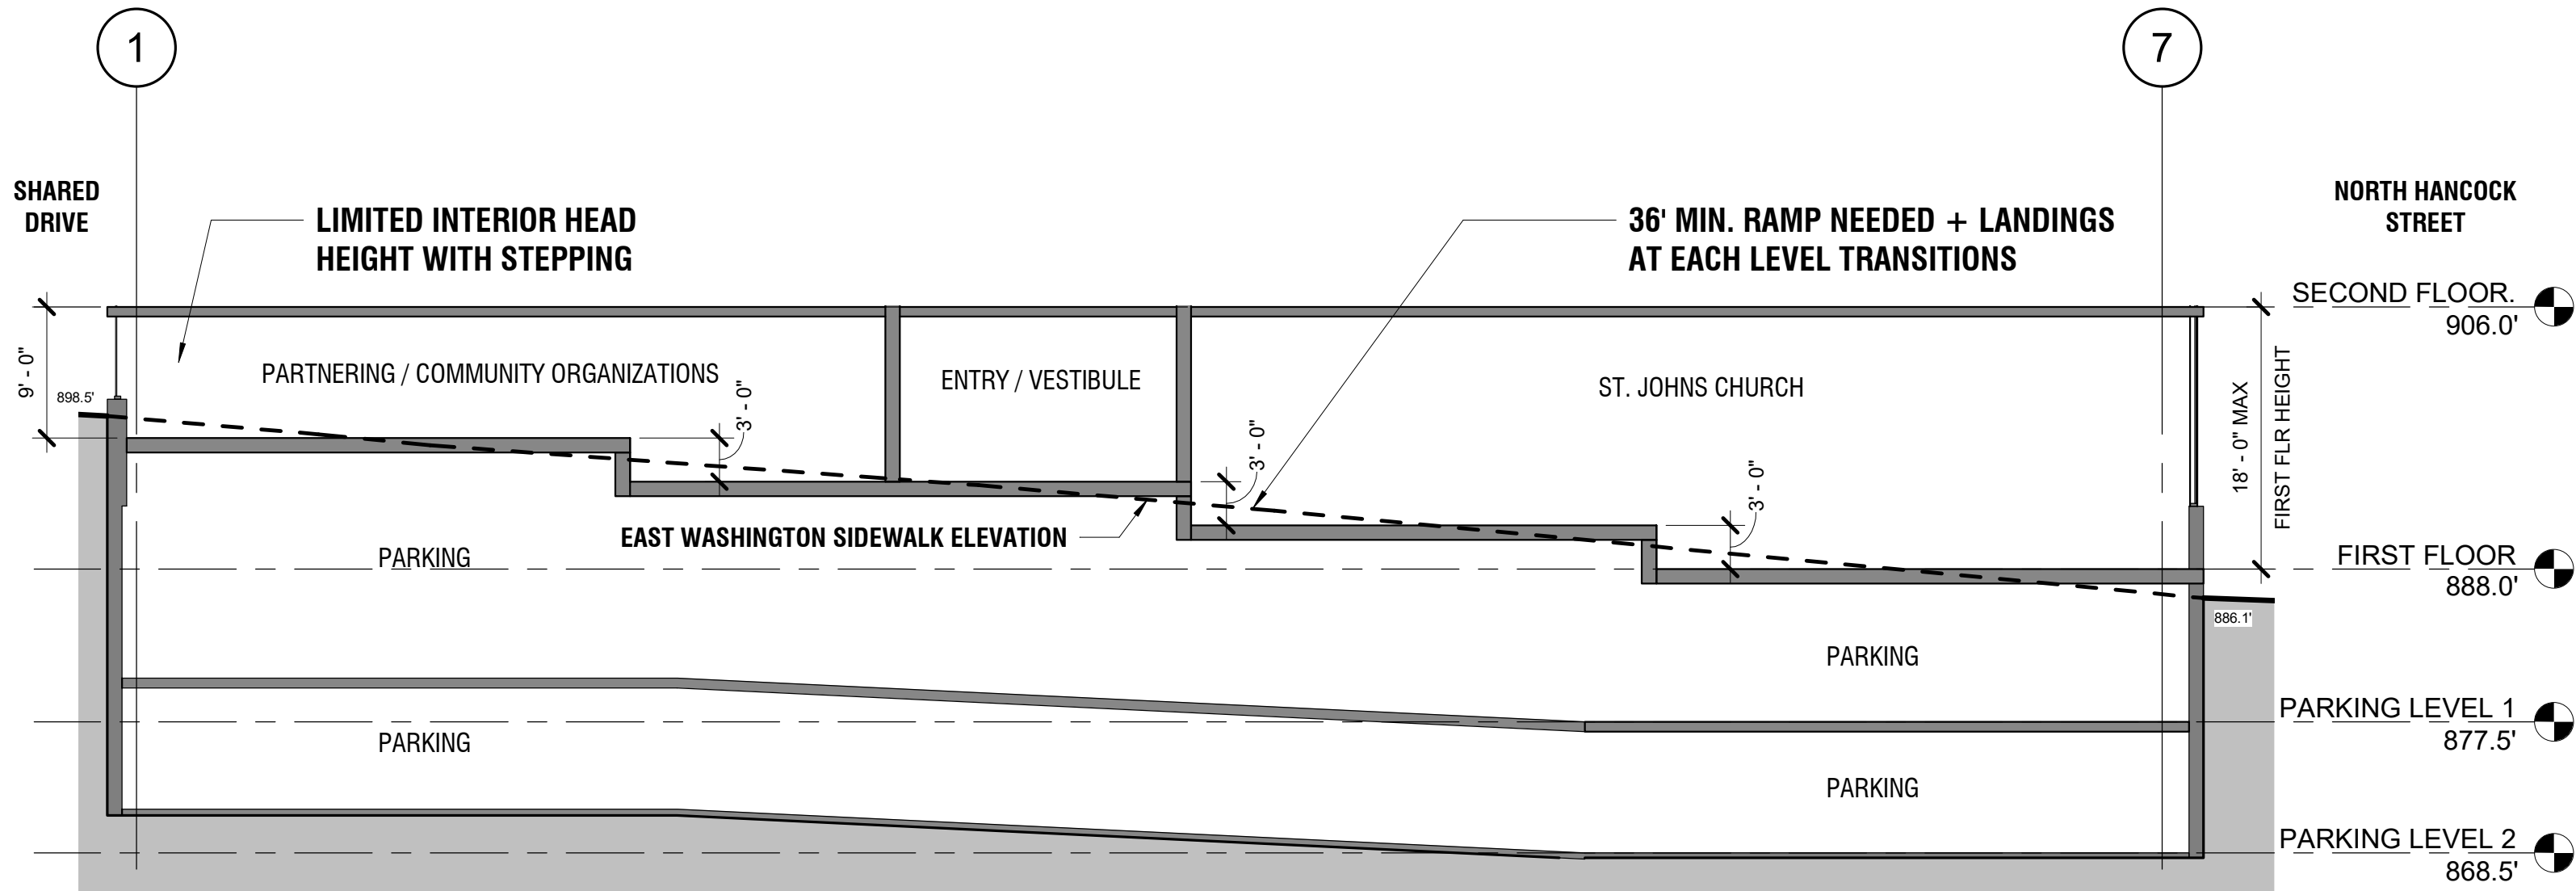 1
7
SHARED
DRIVE
LIMITED INTERIOR HEAD
HEIGHT WITH STEPPING
36' MIN. RAMP NEEDED + LANDINGS
AT EACH LEVEL TRANSITIONS
NORTH HANCOCK
STREET
SECOND FLOOR.
906.0'
9' - 0"
898.5'
PARTNERING / COMMUNITY ORGANIZATIONS
3' - 0"
ENTRY / VESTIBULE
ST. JOHNS CHURCH
3' - 0"
3' - 0"
18' - 0" MAX
FIRST FLR HEIGHT
EAST WASHINGTON SIDEWALK ELEVATION
PARKING
FIRST FLOOR
888.0'
886.1'
PARKING
PARKING LEVEL 1
877.5'
PARKING
PARKING
PARKING LEVEL 2
868.5'